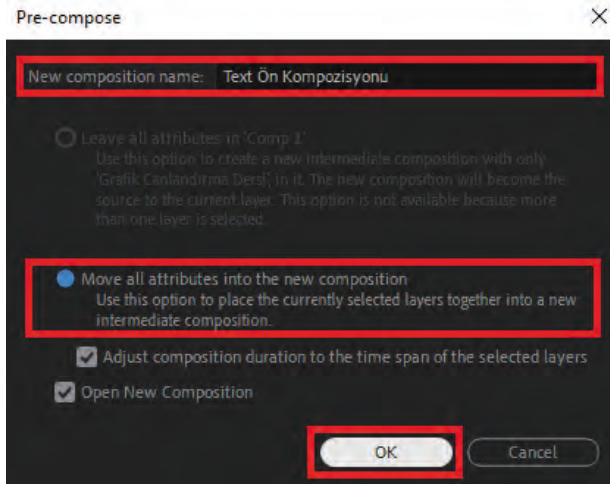 Pre-compose
New composition name: Text Ön Kompozisyonu
Leave all attributes in 'Comp 1'
Use this option to create a new intermediate composition with only
'Grafik Canlandırma Dersi' in it. The new composition will become the
source to the current layer. This option is not available because more
than one layer is selected.
Move all attributes into the new composition
Use this option to place the currently selected layers together into a new
intermediate composition.
Adjust composition duration to the time span of the selected layers
Open New Composition
OK Cancel